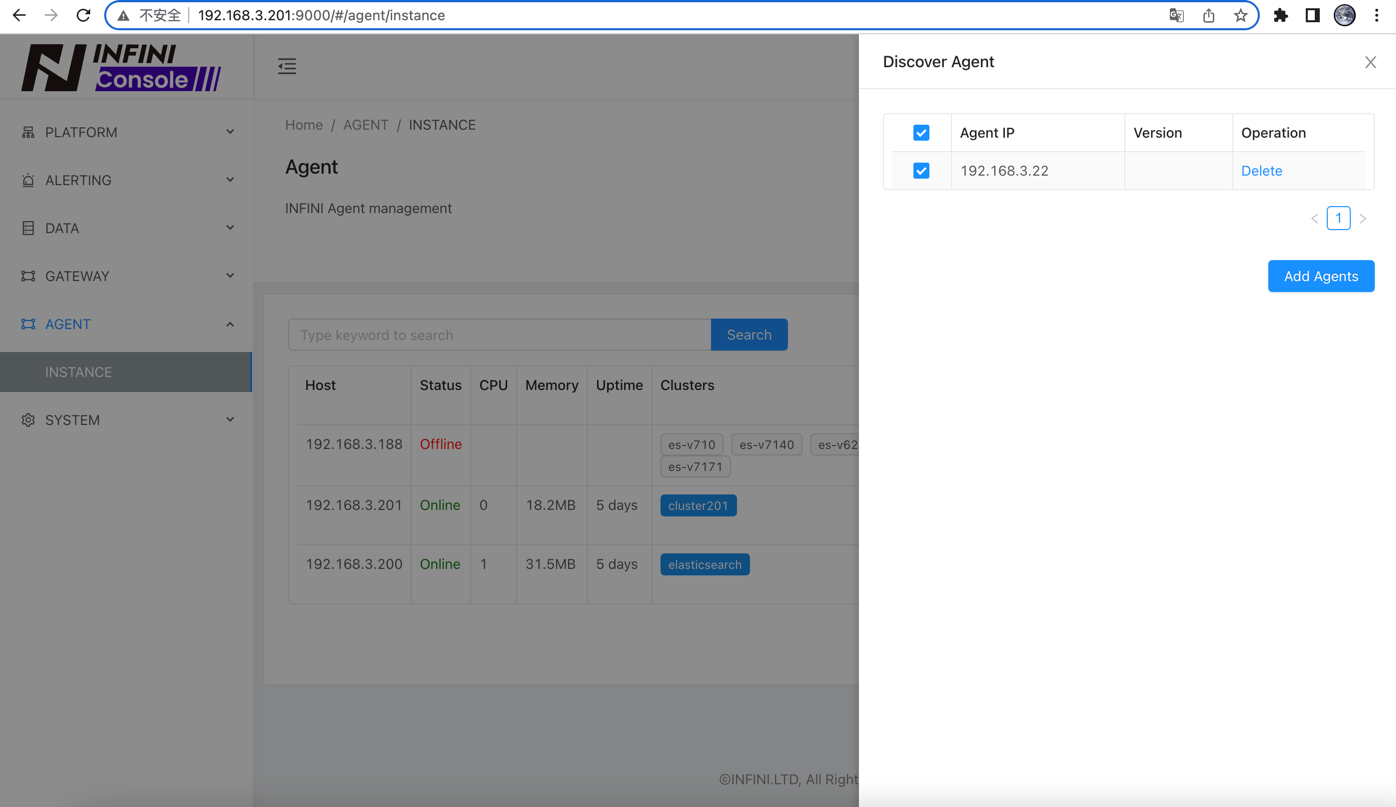 不安全 192.168.3.201:9000/#/agent/instance
INFINI
Console
PLATFORM
ALERTING
DATA
GATEWAY
AGENT
INSTANCE
SYSTEM
Home / AGENT / INSTANCE
Agent
INFINI Agent management
Type keyword to search Search
Host Status CPU Memory Uptime Clusters
192.168.3.188 Offline es-v710 es-v7140 es-v62
es-v7171
192.168.3.201 Online 0 18.2MB 5 days cluster201
192.168.3.200 Online 1 31.5MB 5 days elasticsearch
©INFINI.LTD, All Right
Discover Agent
Agent IP Version Operation
192.168.3.22 Delete
< 1 >
Add Agents